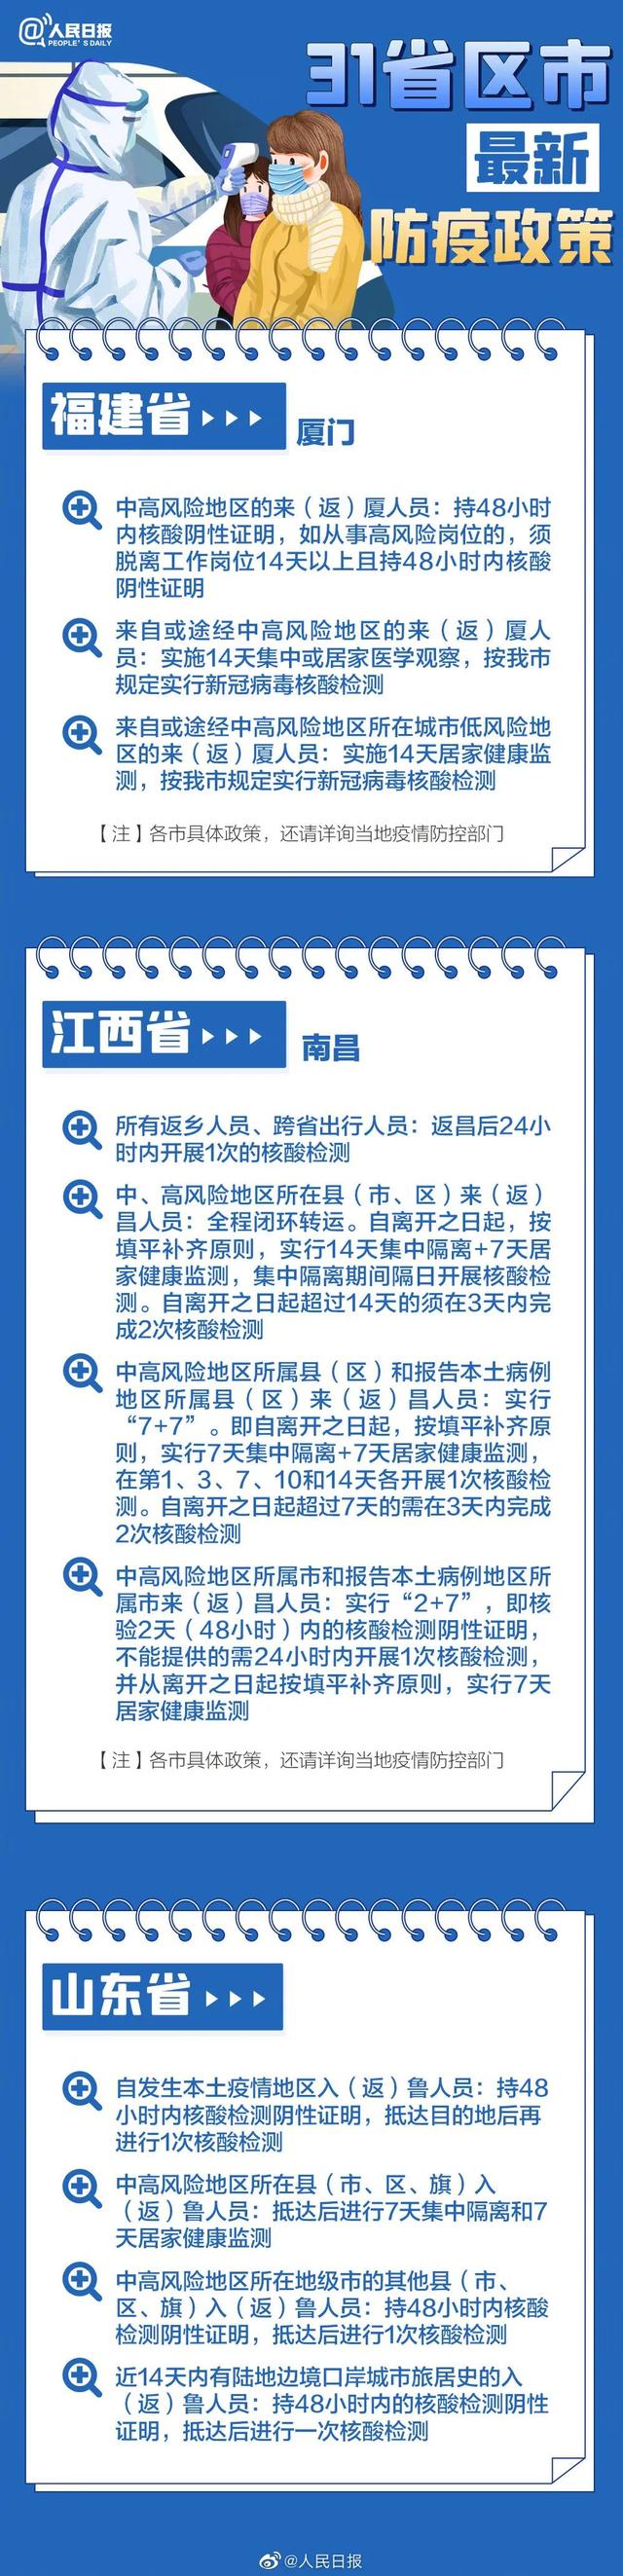 @人民日报
PEOPLE'S DAILY
31省区市
最新
防疫政策
福建省
厦门
中高风险地区的来（返）厦人员：持48小时
内核酸阴性证明，如从事高风险岗位的，须
脱离工作岗位14天以上且持48小时内核酸
阴性证明
来自或途经中高风险地区的来（返）厦人
员：实施14天集中或居家医学观察，按我市
规定实行新冠病毒核酸检测
来自或途经中高风险地区所在城市低风险地
区的来（返）厦人员：实施14天居家健康监
测，按我市规定实行新冠病毒核酸检测
【注】各市具体政策，还请详询当地疫情防控部门
江西省
南昌
所有返乡人员、跨省出行人员：返昌后24小
时内开展1次的核酸检测
中、高风险地区所在县（市、区）来（返）
昌人员：全程闭环转运。自离开之日起，按
填平补齐原则，实行14天集中隔离+7天居
家健康监测，集中隔离期间隔日开展核酸检
测。自离开之日起超过14天的须在3天内完
成2次核酸检测
中高风险地区所属县（区）和报告本土病例
地区所属县（区）来（返）昌人员：实行
“7+7”。即自离开之日起，按填平补齐原
则，实行7天集中隔离+7天居家健康监测，
在第1、3、7、10和14天各开展1次核酸检
测。自离开之日起超过7天的需在3天内完成
2次核酸检测
中高风险地区所属市和报告本土病例地区所
属市来（返）昌人员：实行“2+7”，即核
验2天（48小时）内的核酸检测阴性证明，
不能提供的需24小时内开展1次核酸检测，
并从离开之日起按填平补齐原则，实行7天
居家健康监测
【注】各市具体政策，还请详询当地疫情防控部门
山东省
自发生本土疫情地区入（返）鲁人员：持48
小时内核酸检测阴性证明，抵达目的地后再
进行1次核酸检测
中高风险地区所在县（市、区、旗）入
（返）鲁人员：抵达后进行7天集中隔离和7
天居家健康监测
中高风险地区所在地级市的其他县（市、
区、旗）入（返）鲁人员：持48小时内核酸
检测阴性证明，抵达后进行1次核酸检测
近14天内有陆地边境口岸城市旅居史的入
（返）鲁人员：持48小时内的核酸检测阴性
证明，抵达后进行一次核酸检测
@人民日报